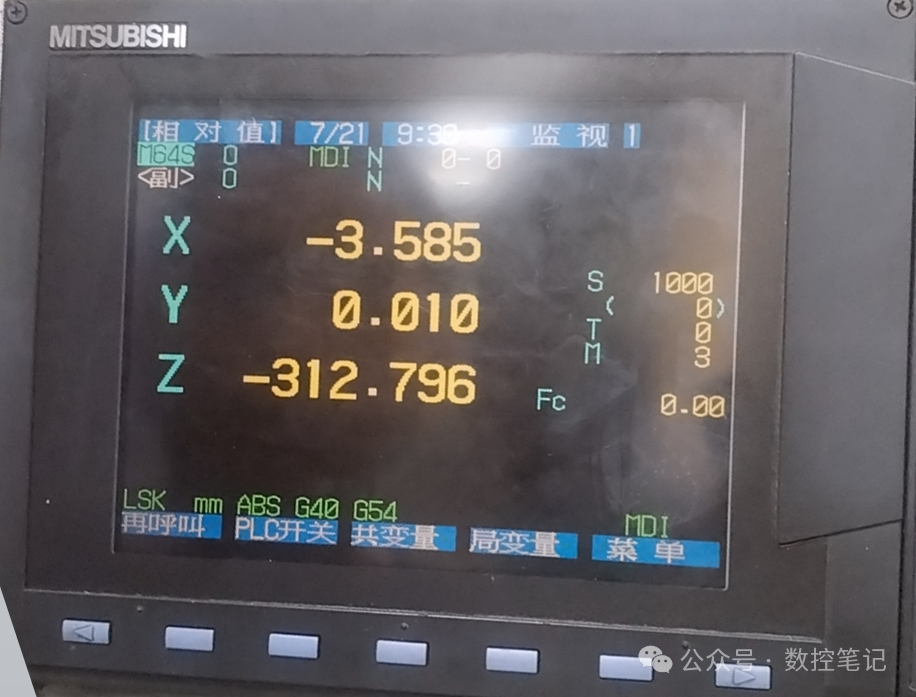 MITSUBISHI
[相 对 值] 7/21 9:39 监 视 1
M64S 0 MDI N 0- 0
<副> 0 N -
X -3.585
Y 0.010
Z -312.796
S 1000
( 0)
T 0
M 3
Fc 0.00
LSK mm ABS G40 G54 MDI
再呼叫 PLC开关 共变量 局变量 菜 单
公众号 · 数控笔记